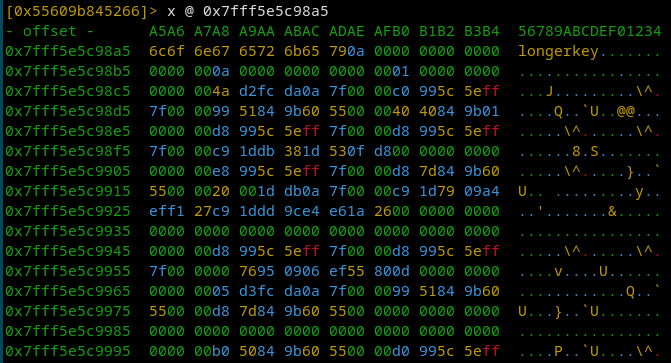 [0x55609b845266]> x @ 0x7fff5e5c98a5
- offset -      A5A6 A7A8 A9AA ABAC ADAE AFB0 B1B2 B3B4  56789ABCDEF01234
0x7fff5e5c98a5  6c6f 6e67 6572 6b65 790a 0000 0000 0000  longerkey.......
0x7fff5e5c98b5  0000 000a 0000 0000 0000 0001 0000 0000  ................
0x7fff5e5c98c5  0000 004a d2fc da0a 7f00 00c0 995c 5eff  ...J.........\^.
0x7fff5e5c98d5  7f00 0099 5184 9b60 5500 0040 4084 9b01  ....Q..`U..@@...
0x7fff5e5c98e5  0000 00d8 995c 5eff 7f00 00d8 995c 5eff  .....\^......\^.
0x7fff5e5c98f5  7f00 00c9 1ddb 381d 530f d800 0000 0000  ......8.S.......
0x7fff5e5c9905  0000 00e8 995c 5eff 7f00 00d8 7d84 9b60  .....\^.....}..`
0x7fff5e5c9915  5500 0020 001d db0a 7f00 00c9 1d79 09a4  U.. .........y..
0x7fff5e5c9925  eff1 27c9 1ddd 9ce4 e61a 2600 0000 0000  ..'.......&.....
0x7fff5e5c9935  0000 0000 0000 0000 0000 0000 0000 0000  ................
0x7fff5e5c9945  0000 00d8 995c 5eff 7f00 00d8 995c 5eff  .....\^......\^.
0x7fff5e5c9955  7f00 0000 7695 0906 ef55 800d 0000 0000  ....v....U......
0x7fff5e5c9965  0000 0005 d3fc da0a 7f00 0099 5184 9b60  ............Q..`
0x7fff5e5c9975  5500 00d8 7d84 9b60 5500 0000 0000 0000  U...}..`U.......
0x7fff5e5c9985  0000 0000 0000 0000 0000 0000 0000 0000  ................
0x7fff5e5c9995  0000 00b0 5084 9b60 5500 00d0 995c 5eff  ....P..`U....\^.